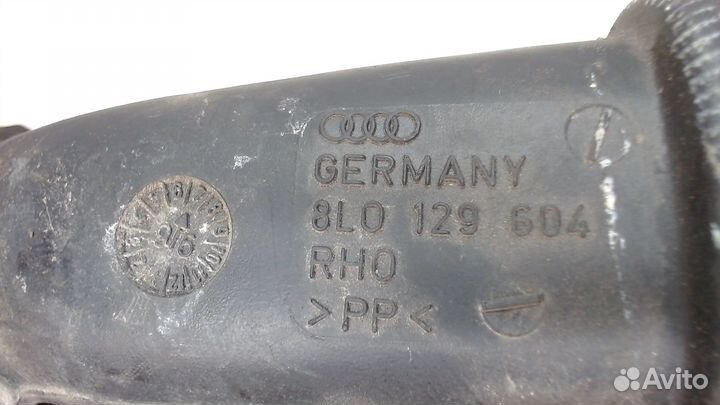 GERMANY
8L0 129 604
RHO
>PP<
Avito